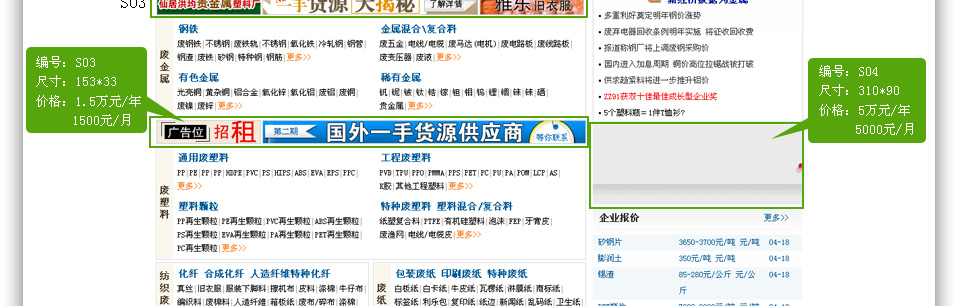 S03
仙居洪均贵金属塑料厂
一手货源大揭秘
了解详情
雅乐旧衣服
编号：S03
尺寸：153*33
价格：1.5万元/年
1500元/月
废金属
钢铁
废钢铁|不锈钢|废铁轨|不锈钢|氧化铁|冷轧钢|钢管|
钢渣|废铁|矽钢|特种钢|钢筋|更多>>
金属混合\复合料
废五金|电线/电缆|废马达(电机)|废电路板|废线路板|
废变压器|废液|更多>>
有色金属
光亮铜|黄杂铜|铝合金|氧化锌|氧化铝|废铝|废铜|
废镍|废锌|更多>>
稀有金属
钒|铌|铍|钛|锆|镓|钽|钼|钨|锂|铟|铼|锑|硒|
贵金属|更多>>
广告位
招租
第二期
国外一手货源供应商
等你联系
废塑料
通用废塑料
PP|PE|PP|PP|HDPE|PVC|PS|HIPS|ABS|EVA|EPS|PPC|
更多>>
工程废塑料
PVB|TPU|PPO|PMMA|PPS|PET|PC|PU|PA|POM|LCP|AS|
K胶|其他工程塑料|更多>>
塑料颗粒
PP再生颗粒|PE再生颗粒|PVC再生颗粒|ABS再生颗粒|
PS再生颗粒|EVA再生颗粒|PA再生颗粒|PET再生颗粒|
PC再生颗粒|更多>>
特种废塑料 塑料混合/复合料
纸塑复合料|PTFE|有机硅塑料|泡沫|PEP|牙膏皮|
废渔网|电线/电缆皮|更多>>
纺织废
化纤 合成化纤 人造纤维特种化纤
真丝|旧衣服|服装下脚料|擦机布|皮料|涤棉|牛仔布|
编织料|废棉料|人造纤维|箱板纸|废布/碎布|涤棉|
废纸
包装废纸 印刷废纸 特种废纸
白板纸|白卡纸|牛皮纸|瓦楞纸|淋膜纸|商标纸|
标签纸|利乐包|复印纸|纸边|新闻纸|乱码纸|卫生纸|
• 多重利好奠定明年钢价涨势
• 废弃电器回收条例明年实施 将征收回收费
• 报道称钢厂将上调废钢采购价
• 国内进入加息周期 铜价高位拉锯战被打破
• 供求趋紧料将进一步推升铝价
• ZZ91获双十佳最佳成长型企业奖
• 5个塑料瓶= 1件T恤衫?
编号：S04
尺寸：310*90
价格：5万元/年
5000元/月
企业报价
更多>>
矽钢片 3650-3700元/吨 元/吨 04-18
膨润土 350元/吨 元/吨 04-18
锡渣 85-280元/公斤 元/公斤 04-18